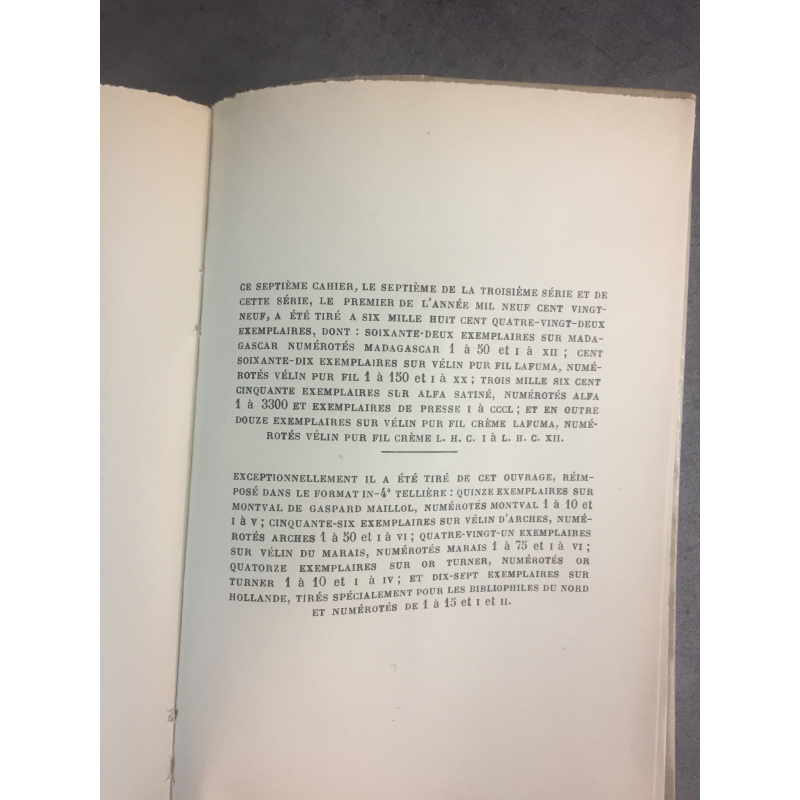 CE SEPTIÈME CAHIER, LE SEPTIÈME DE LA TROISIÈME SÉRIE ET DE
CETTE SÉRIE, LE PREMIER DE L'ANNÉE MIL NEUF CENT VINGT-
NEUF, A ÉTÉ TIRÉ A SIX MILLE HUIT CENT QUATRE-VINGT-DEUX
EXEMPLAIRES, DONT : SOIXANTE-DEUX EXEMPLAIRES SUR MADA-
GASCAR NUMÉROTÉS MADAGASCAR 1 à 50 et I à XII ; CENT
SOIXANTE-DIX EXEMPLAIRES SUR VÉLIN PUR FIL LAFUMA, NUMÉ-
ROTÉS VÉLIN PUR FIL 1 à 150 et I à XX ; TROIS MILLE SIX CENT
CINQUANTE EXEMPLAIRES SUR ALFA SATINÉ, NUMÉROTÉS ALFA
1 à 3300 ET EXEMPLAIRES DE PRESSE I à CCCL ; ET EN OUTRE
DOUZE EXEMPLAIRES SUR VÉLIN PUR FIL CRÈME LAFUMA, NUMÉ-
ROTÉS VÉLIN PUR FIL CRÈME L. H. C. I à L. H. C. XII.
EXCEPTIONNELLEMENT IL A ÉTÉ TIRÉ DE CET OUVRAGE, RÉIM-
POSÉ DANS LE FORMAT IN-4° TELLIÈRE : QUINZE EXEMPLAIRES SUR
MONTVAL DE GASPARD MAILLOL, NUMÉROTÉS MONTVAL 1 à 10 et
I à V ; CINQUANTE-SIX EXEMPLAIRES SUR VÉLIN D'ARCHES, NUMÉ-
ROTÉS ARCHES 1 à 50 et I à VI ; QUATRE-VINGT-UN EXEMPLAIRES
SUR VÉLIN DU MARAIS, NUMÉROTÉS MARAIS 1 à 75 et I à VI ;
QUATORZE EXEMPLAIRES SUR OR TURNER, NUMÉROTÉS OR
TURNER 1 à 10 et I à IV ; ET DIX-SEPT EXEMPLAIRES SUR
HOLLANDE, TIRÉS SPÉCIALEMENT POUR LES BIBLIOPHILES DU NORD
ET NUMÉROTÉS DE 1 à 15 et I et II.